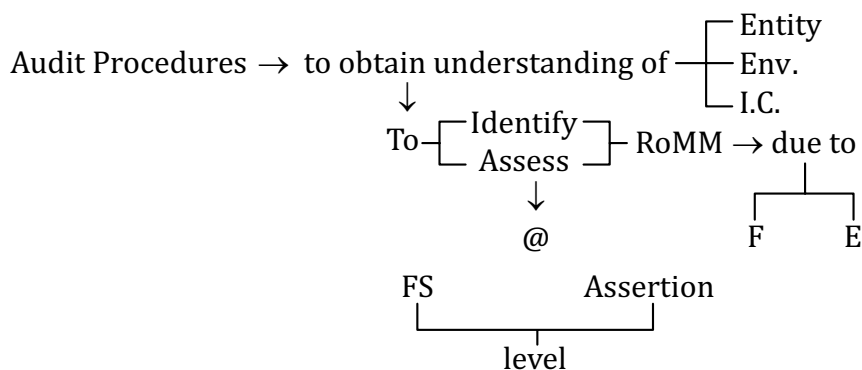 Entity
Audit Procedures → to obtain understanding of Env.
I.C.
↓
To Identify RoMM → due to
Assess
↓
F E
@
FS Assertion
level